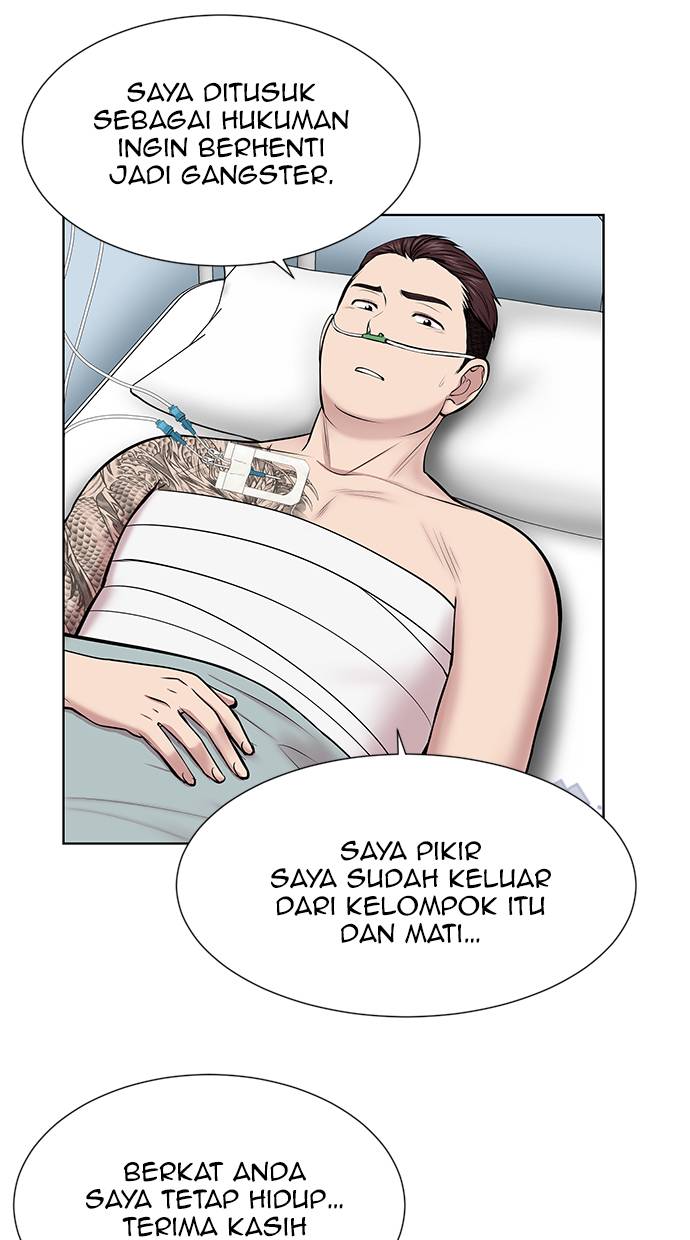 SAYA DITUSUK
SEBAGAI HUKUMAN
INGIN BERHENTI
JADI GANGSTER.
SAYA PIKIR
SAYA SUDAH KELUAR
DARI KELOMPOK ITU
DAN MATI...
BERKAT ANDA
SAYA TETAP HIDUP...
TERIMA KASIH